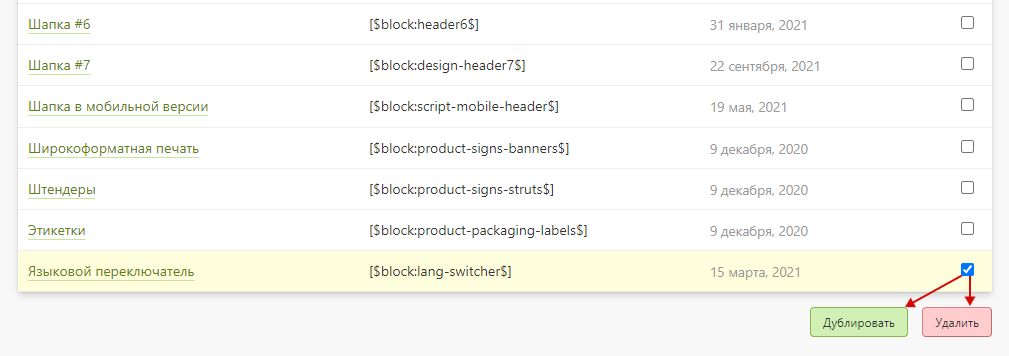 Шапка #6 [$block:header6$] 31 января, 2021
Шапка #7 [$block:design-header7$] 22 сентября, 2021
Шапка в мобильной версии [$block:script-mobile-header$] 19 мая, 2021
Широкоформатная печать [$block:product-signs-banners$] 9 декабря, 2020
Штендеры [$block:product-signs-struts$] 9 декабря, 2020
Этикетки [$block:product-packaging-labels$] 9 декабря, 2020
Языковой переключатель [$block:lang-switcher$] 15 марта, 2021
Дублировать Удалить